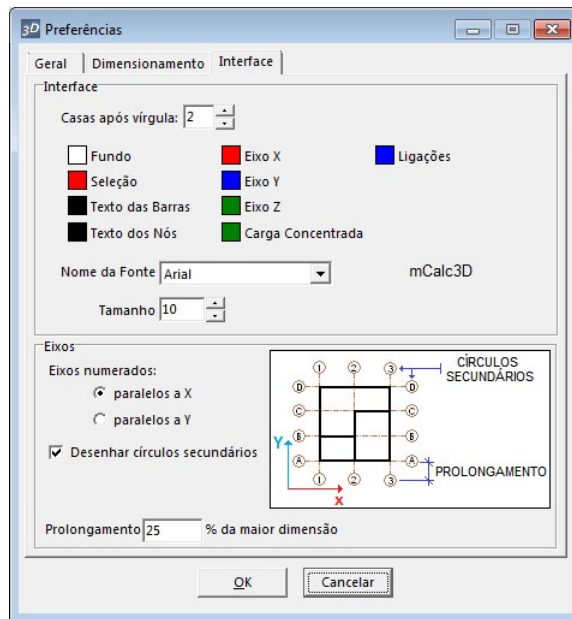 3D Preferências
Geral Dimensionamento Interface
Interface
Casas após vírgula: 2
Fundo Eixo X Ligações
Seleção Eixo Y
Texto das Barras Eixo Z
Texto dos Nós Carga Concentrada
Nome da Fonte Arial mCalc3D
Tamanho 10
Eixos
Eixos numerados:
paralelos a X
paralelos a Y
Desenhar círculos secundários
1 2 3 CÍRCULOS
SECUNDÁRIOS
D D
C C
B B
Y
A A
PROLONGAMENTO
1 2 3
X
Prolongamento 25 % da maior dimensão
OK Cancelar